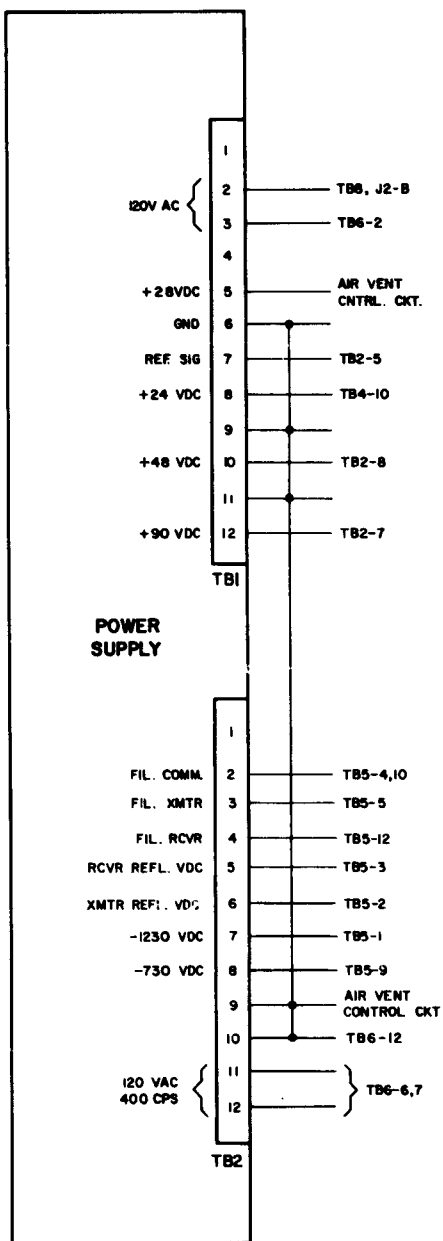 1
120V AC { 2 TB8, J2-B
3 TB6-2
4
+28VDC 5 AIR VENT
CNTRL. CKT.
GND 6
REF. SIG 7 TB2-5
+24 VDC 8 TB4-10
9
+48 VDC 10 TB2-8
11
+90 VDC 12 TB2-7
TB1
POWER
SUPPLY
1
FIL. COMM. 2 TB5-4,10
FIL. XMTR 3 TB5-5
FIL. RCVR 4 TB5-12
RCVR REFL. VDC 5 TB5-3
XMTR REFL. VDC 6 TB5-2
-1230 VDC 7 TB5-1
-730 VDC 8 TB5-9
9 AIR VENT
CONTROL CKT
10 TB6-12
120 VAC { 11 } TB6-6,7
400 CPS 12
TB2